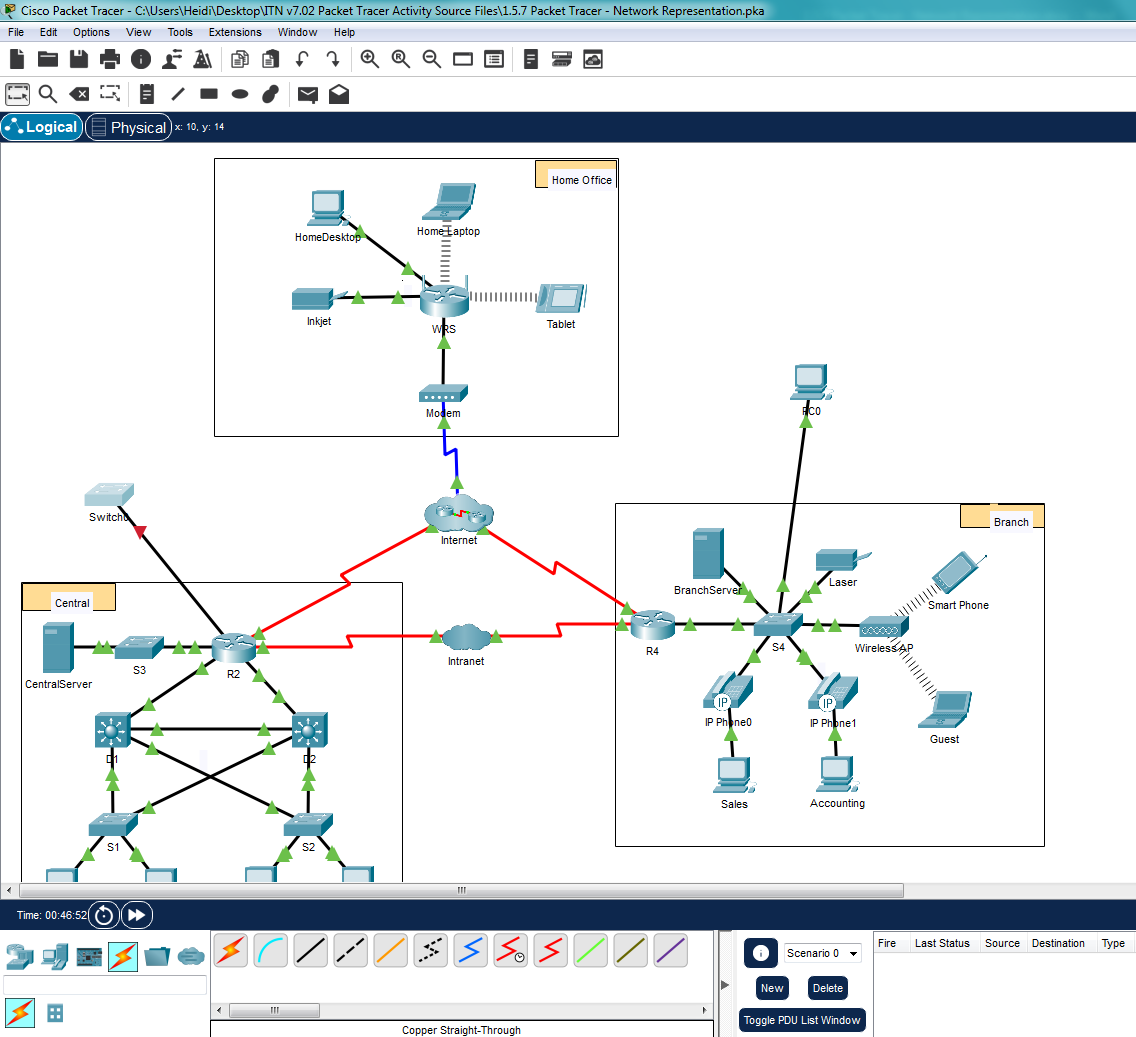 Cisco Packet Tracer - C:\Users\Heidi\Desktop\ITN v7.02 Packet Tracer Activity Source Files\1.5.7 Packet Tracer - Network Representation.pka
File Edit Options View Tools Extensions Window Help
Logical Physical x: 10, y: 14
Home Office
HomeDesktop
Home Laptop
Inkjet
WRS
Tablet
Modem
PC0
Switch0
Internet
Branch
BranchServer
Laser
Smart Phone
Central
CentralServer
S3
R2
Intranet
R4
S4
Wireless AP
IP
IP
IP Phone0
IP Phone1
Guest
D1
D2
Sales
Accounting
S1
S2
Time: 00:46:52
Scenario 0
New
Delete
Toggle PDU List Window
Fire Last Status Source Destination Type
Copper Straight-Through